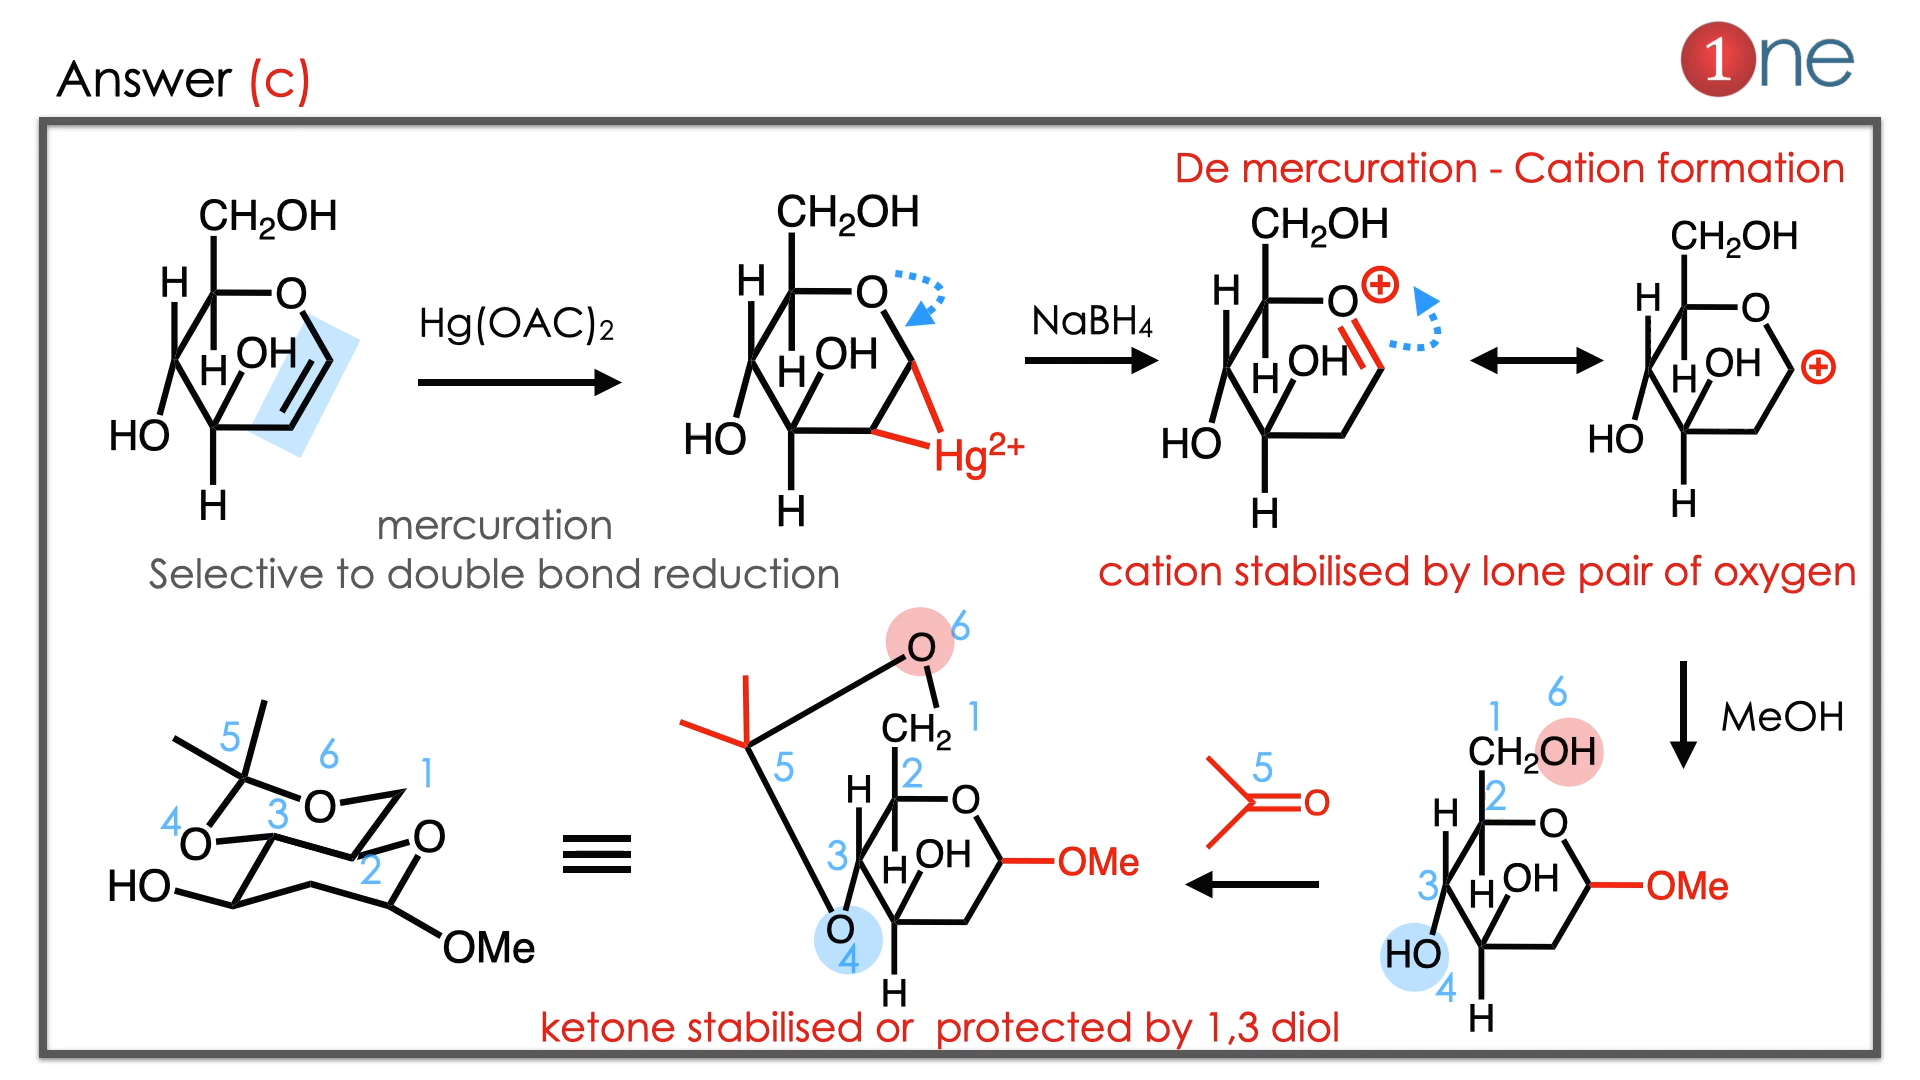 Answer (c)
1ne
De mercuration - Cation formation
CH2OH
H
O
OH
H
HO
H
Hg(OAC)2
CH2OH
H
O
OH
H
HO
Hg2+
H
NaBH4
CH2OH
H
O
+
OH
H
HO
H
CH2OH
H
O
OH
+
H
HO
H
mercuration
Selective to double bond reduction
cation stabilised by lone pair of oxygen
MeOH
6
1
CH2OH
2
H
O
OH
3
H
OMe
HO
4
H
5
O
O
6
1
CH2
5
2
H
O
3
OH
H
OMe
O
4
H
5
6
1
4
3
O
O
O
2
HO
OMe
ketone stabilised or protected by 1,3 diol